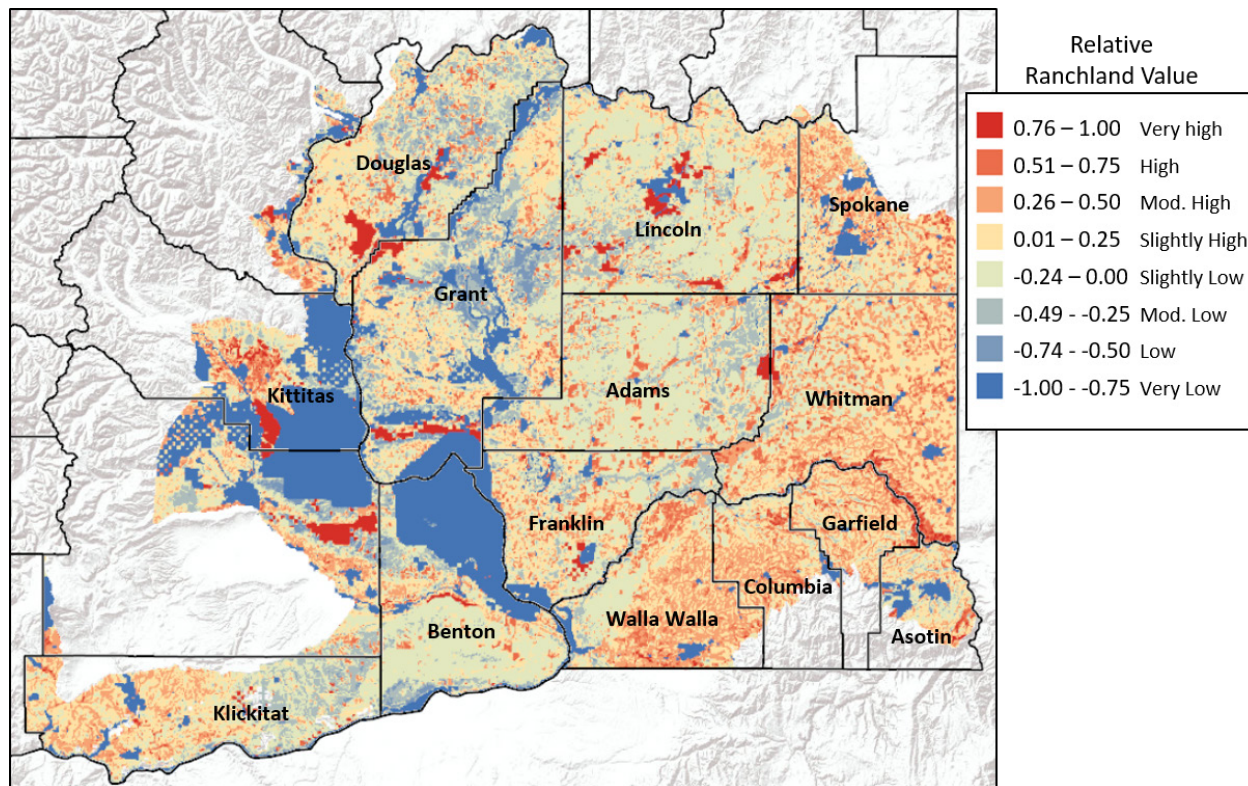 Relative
Ranchland Value
0.76 – 1.00 Very high
0.51 – 0.75 High
0.26 – 0.50 Mod. High
0.01 – 0.25 Slightly High
-0.24 – 0.00 Slightly Low
-0.49 - -0.25 Mod. Low
-0.74 - -0.50 Low
-1.00 - -0.75 Very Low
Douglas
Spokane
Lincoln
Grant
Kittitas
Adams
Whitman
Franklin
Garfield
Columbia
Walla Walla
Benton
Asotin
Klickitat